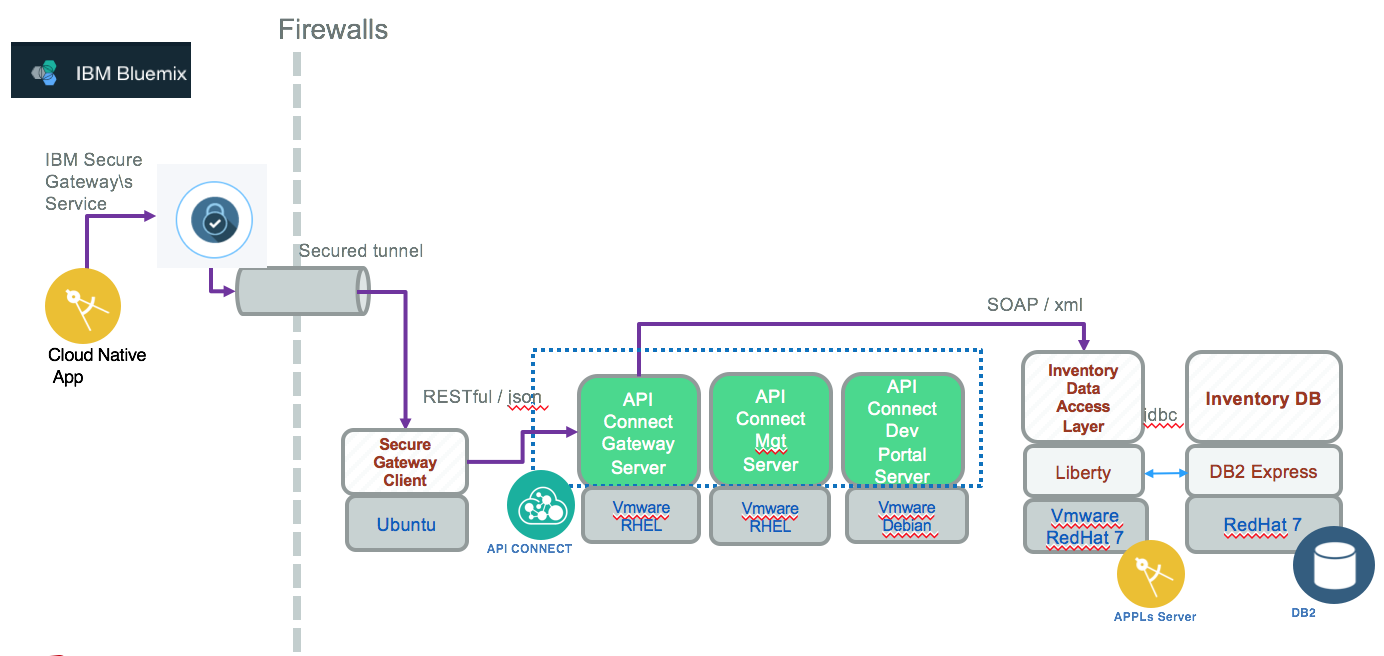 Firewalls
IBM Bluemix
IBM Secure
Gateway\s
Service
Secured tunnel
Cloud Native
App
SOAP / xml
RESTful / json
Secure
Gateway
Client
Ubuntu
API CONNECT
API
Connect
Gateway
Server
Vmware
RHEL
API
Connect
Mgt
Server
Vmware
RHEL
API
Connect
Dev
Portal
Server
Vmware
Debian
Inventory
Data
Access
Layer
jdbc
Liberty
Vmware
RedHat 7
APPLs Server
Inventory DB
DB2 Express
RedHat 7
DB2